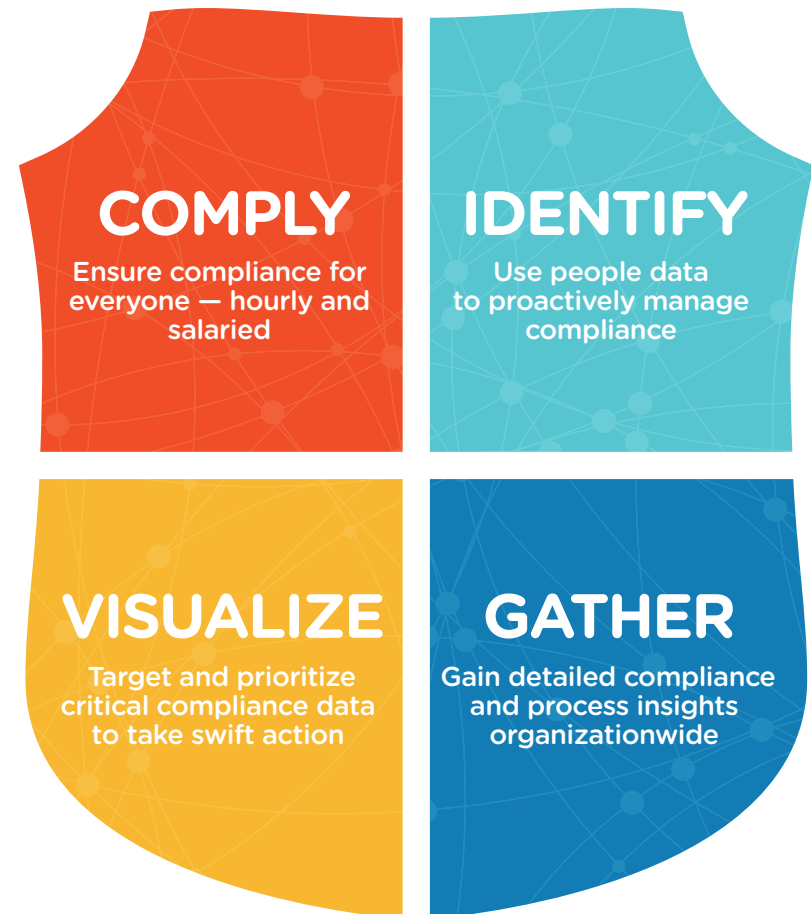 COMPLY
Ensure compliance for
everyone — hourly and
salaried
IDENTIFY
Use people data
to proactively manage
compliance
VISUALIZE
Target and prioritize
critical compliance data
to take swift action
GATHER
Gain detailed compliance
and process insights
organizationwide